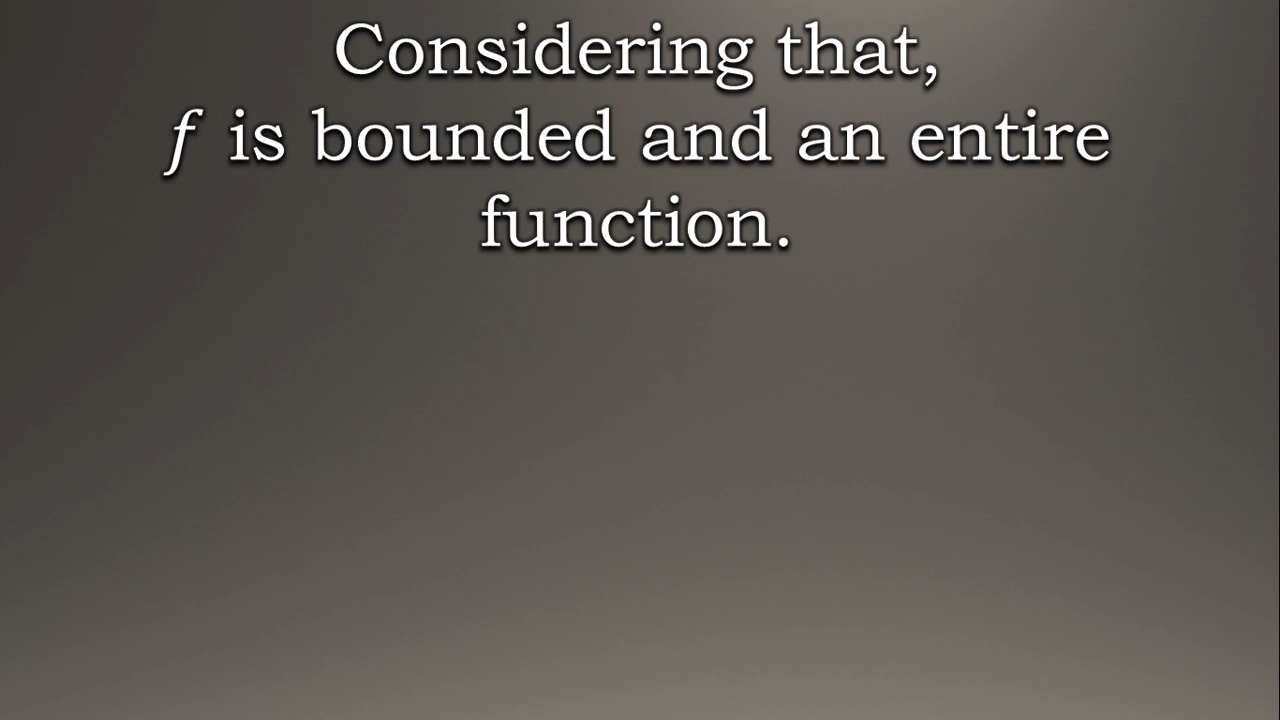 Considering that,
f is bounded and an entire
function.